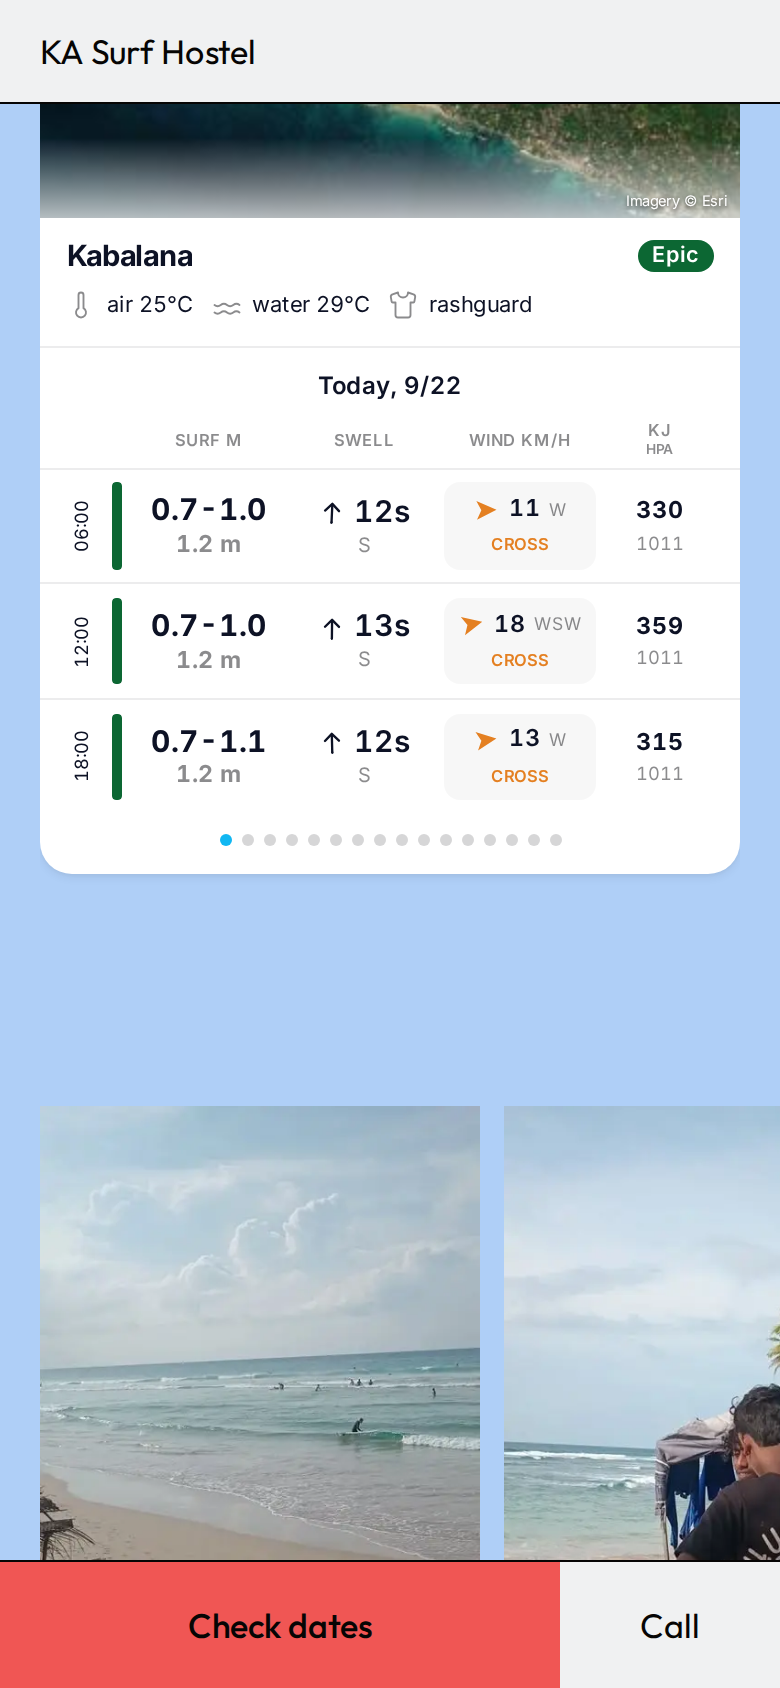 KA Surf Hostel
Imagery © Esri
Kabalana
Epic
air 25°C water 29°C rashguard
Today, 9/22
SURF M SWELL WIND KM/H KJ
HPA
06:00
0.7-1.0 12s 11 W 330
1.2 m S CROSS 1011
12:00
0.7-1.0 13s 18 WSW 359
1.2 m S CROSS 1011
18:00
0.7-1.1 12s 13 W 315
1.2 m S CROSS 1011
Check dates Call